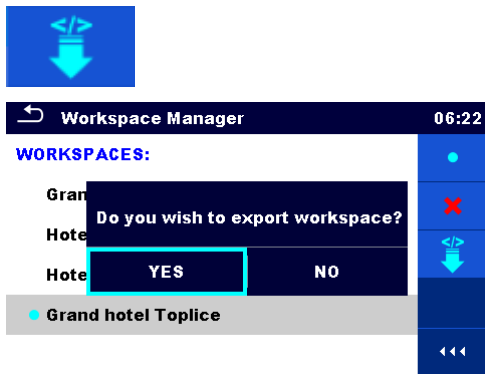 </>
Workspace Manager 06:22
WORKSPACES:
Gran
Do you wish to export workspace?
Hote
</>
Hote
YES NO
Grand hotel Toplice